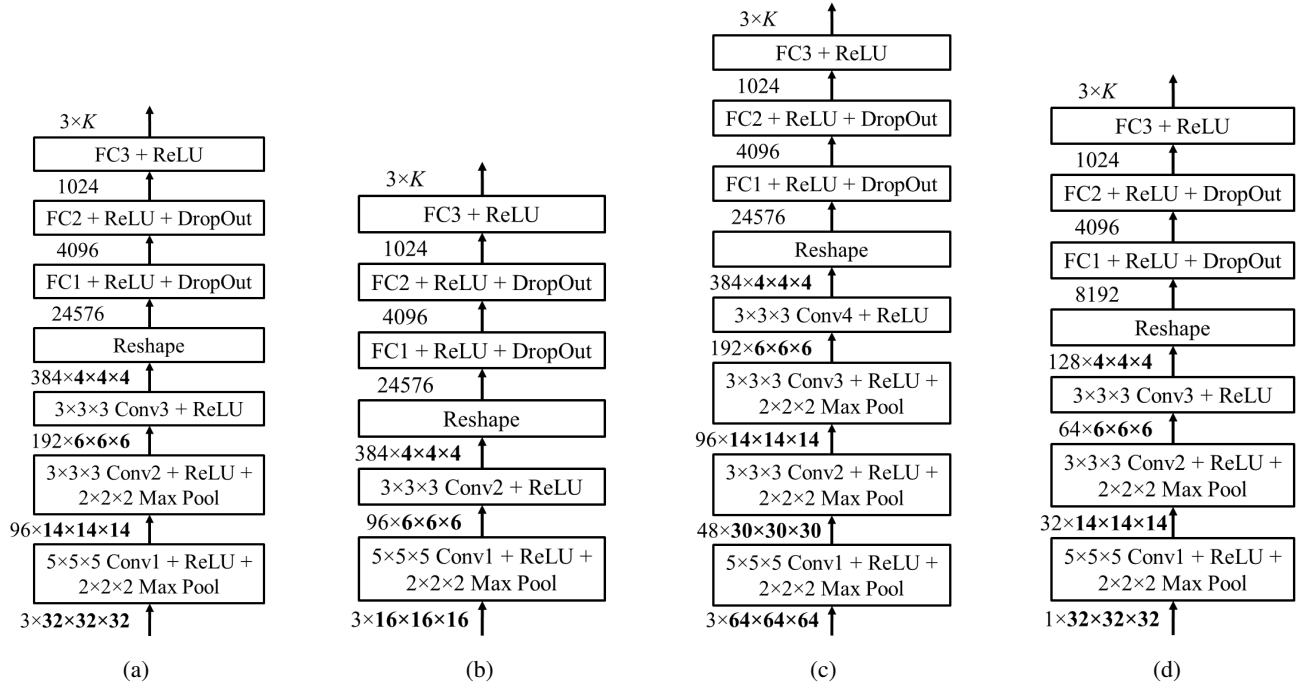 3×K
FC3 + ReLU
1024
FC2 + ReLU + DropOut
4096
FC1 + ReLU + DropOut
24576
Reshape
384×4×4×4
3×3×3 Conv3 + ReLU
192×6×6×6
3×3×3 Conv2 + ReLU +
2×2×2 Max Pool
96×14×14×14
5×5×5 Conv1 + ReLU +
2×2×2 Max Pool
3×32×32×32
(a)
3×K
FC3 + ReLU
1024
FC2 + ReLU + DropOut
4096
FC1 + ReLU + DropOut
24576
Reshape
384×4×4×4
3×3×3 Conv2 + ReLU
96×6×6×6
5×5×5 Conv1 + ReLU +
2×2×2 Max Pool
3×16×16×16
(b)
3×K
FC3 + ReLU
1024
FC2 + ReLU + DropOut
4096
FC1 + ReLU + DropOut
24576
Reshape
384×4×4×4
3×3×3 Conv4 + ReLU
192×6×6×6
3×3×3 Conv3 + ReLU +
2×2×2 Max Pool
96×14×14×14
3×3×3 Conv2 + ReLU +
2×2×2 Max Pool
48×30×30×30
5×5×5 Conv1 + ReLU +
2×2×2 Max Pool
3×64×64×64
(c)
3×K
FC3 + ReLU
1024
FC2 + ReLU + DropOut
4096
FC1 + ReLU + DropOut
8192
Reshape
128×4×4×4
3×3×3 Conv3 + ReLU
64×6×6×6
3×3×3 Conv2 + ReLU +
2×2×2 Max Pool
32×14×14×14
5×5×5 Conv1 + ReLU +
2×2×2 Max Pool
1×32×32×32
(d)